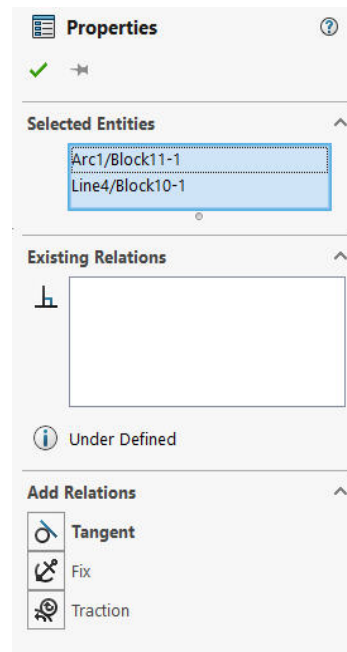 Properties
Selected Entities
Arc1/Block11-1
Line4/Block10-1
Existing Relations
Under Defined
Add Relations
Tangent
Fix
Traction